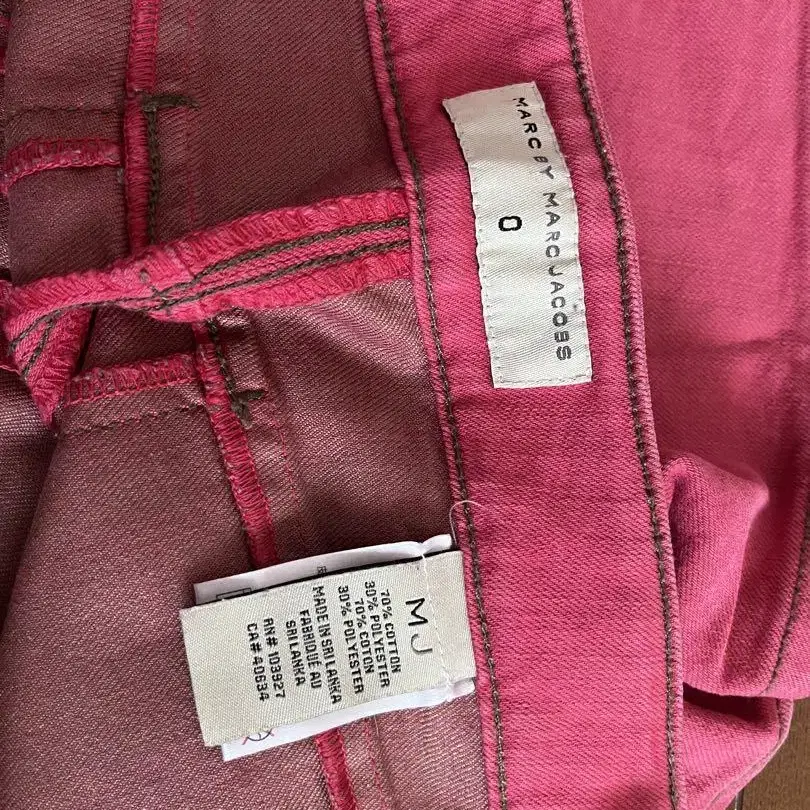 MARC BY MARC JACOBS
0
MJ
70% COTTON
30% POLYESTER
70% COTON
30% POLYESTER
MADE IN SRI LANKA
FABRIQUÉ AU
SRI LANKA
RN# 103927
CA# 40634